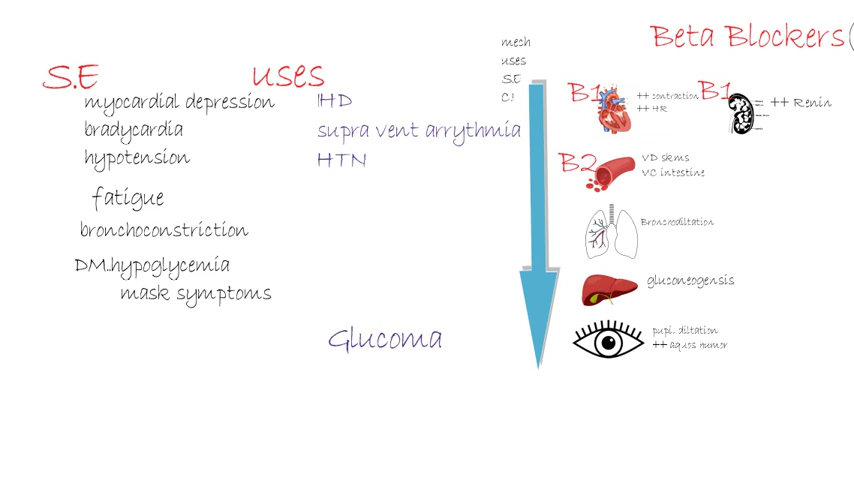 Beta Blockers (
mech
uses
S.E
C.I
S.E
uses
myocardial depression
bradycardia
hypotension
fatigue
bronchoconstriction
DM..hypoglycemia
mask symptoms
IHD
supra vent arrythmia
HTN
Glucoma
B1
++ contraction
++ HR
B1
++ Renin
B2
VD skms
VC intestine
Broncrodiltation
gluconeogensis
pupi. diltation
++ aquos humor